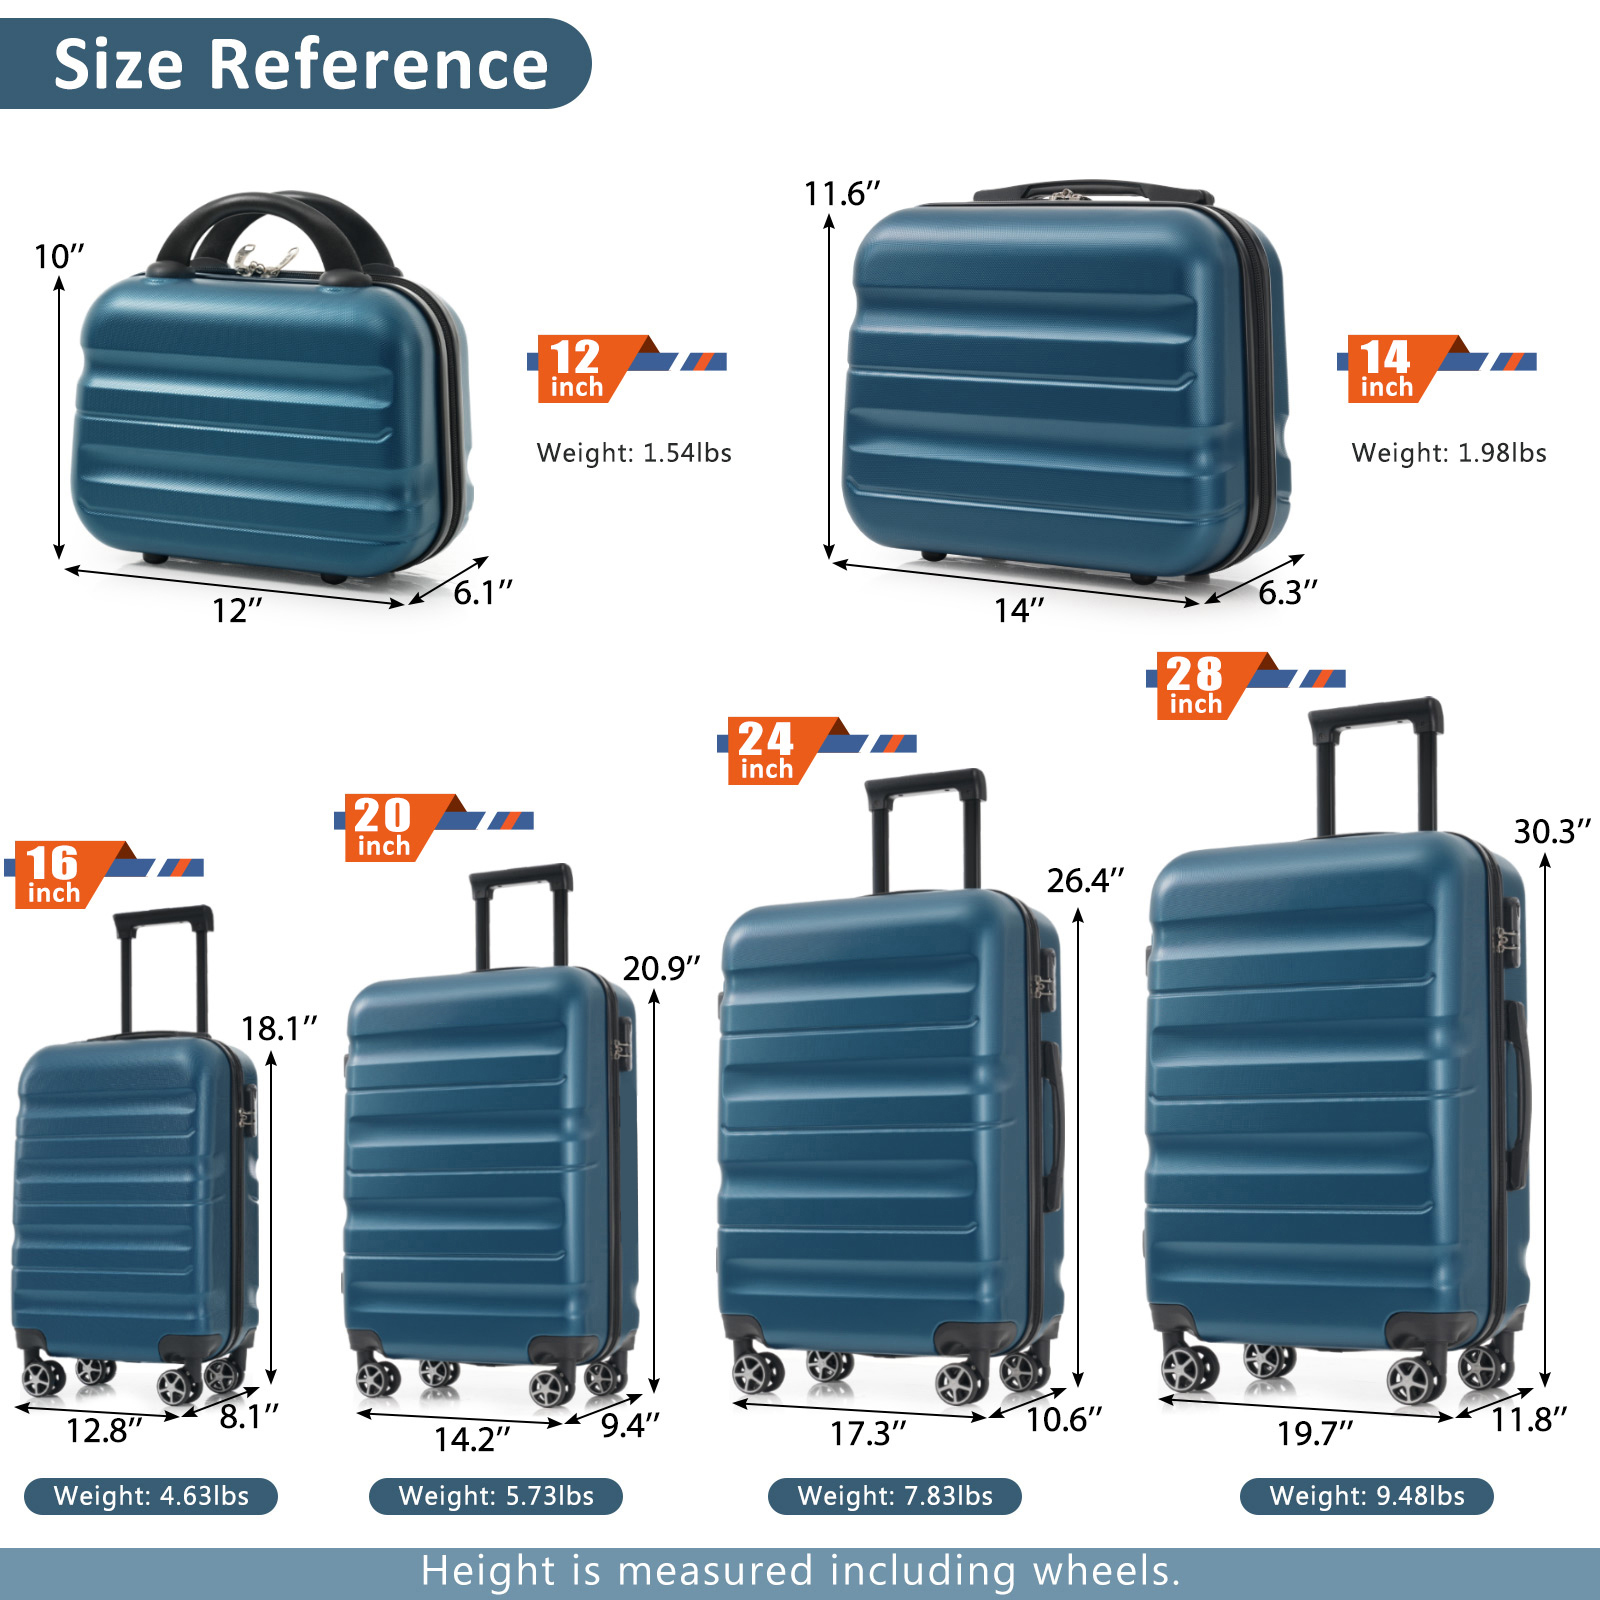 Size Reference
10’’
12
inch
Weight: 1.54lbs
12’’
6.1’’
11.6’’
14
inch
Weight: 1.98lbs
14’’
6.3’’
16
inch
18.1’’
12.8’’
8.1’’
Weight: 4.63lbs
20
inch
20.9’’
14.2’’
9.4’’
Weight: 5.73lbs
24
inch
26.4’’
17.3’’
10.6’’
Weight: 7.83lbs
28
inch
30.3’’
19.7’’
11.8’’
Weight: 9.48lbs
Height is measured including wheels.